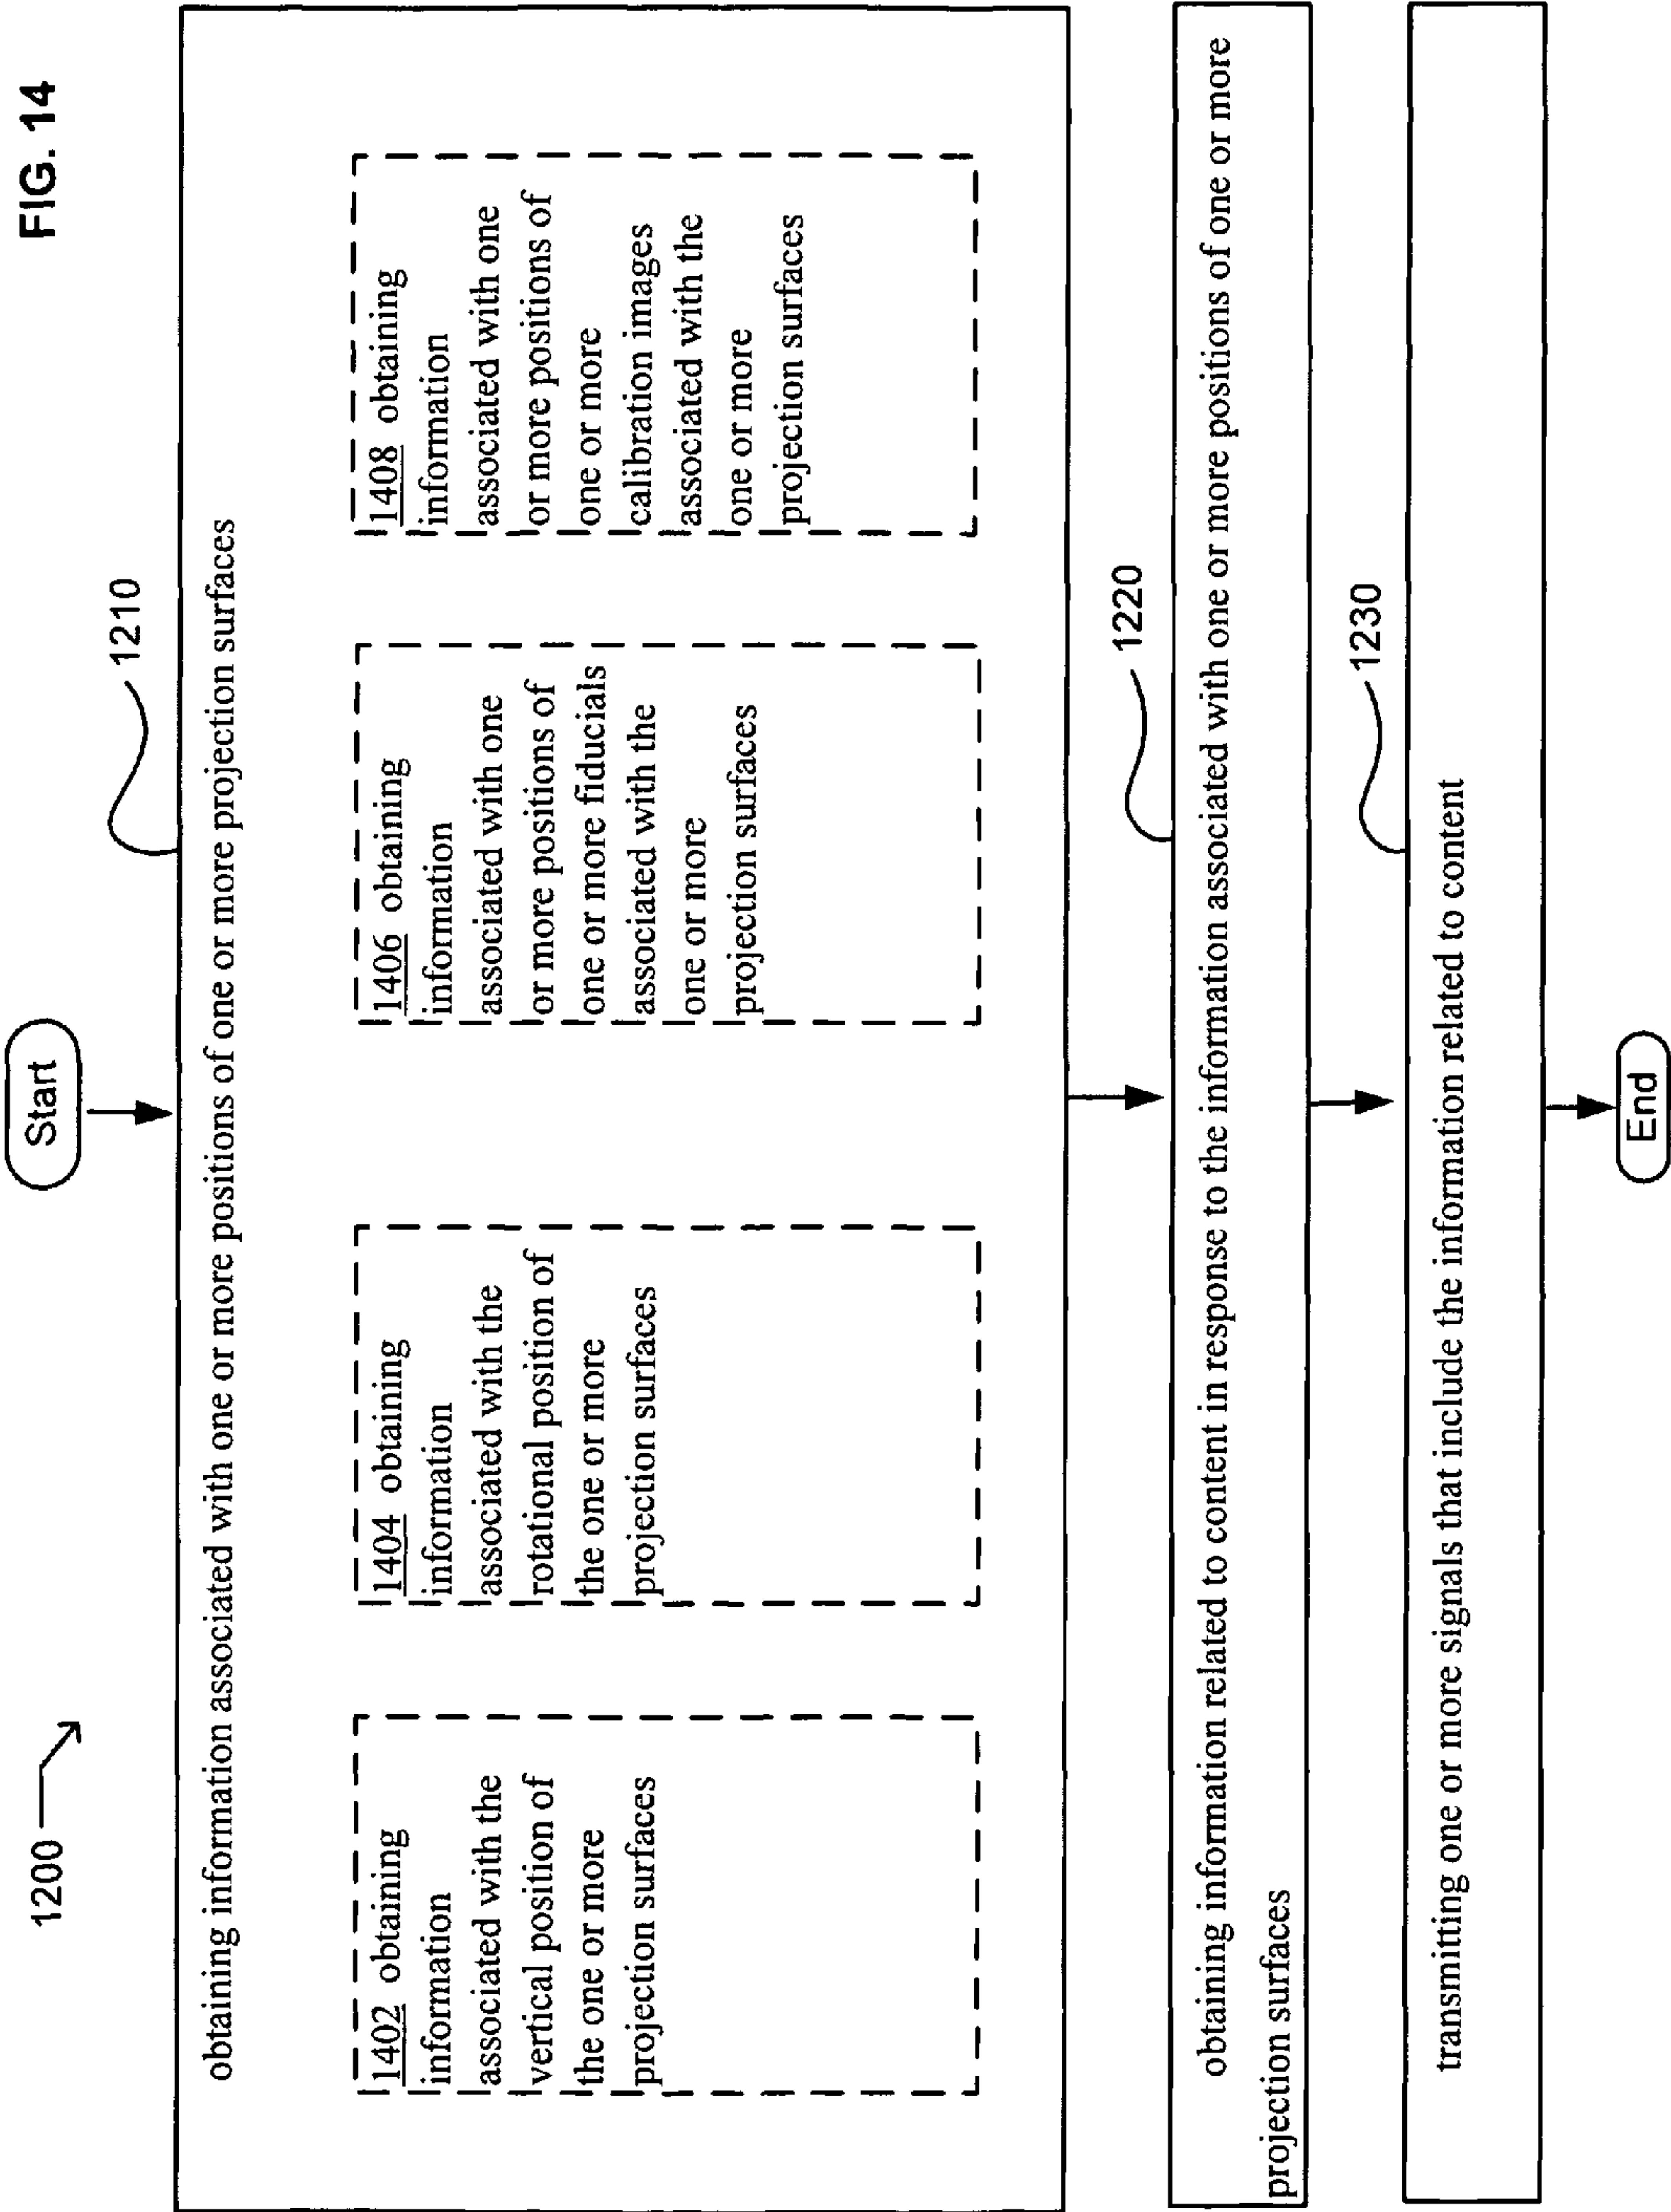 FIG. 14
1200
Start
1210
obtaining information associated with one or more positions of one or more projection surfaces
1402 obtaining
information
associated with the
vertical position of
the one or more
projection surfaces
1404 obtaining
information
associated with the
rotational position of
the one or more
projection surfaces
1406 obtaining
information
associated with one
or more positions of
one or more fiducials
associated with the
one or more
projection surfaces
1408 obtaining
information
associated with one
or more positions of
one or more
calibration images
associated with the
one or more
projection surfaces
1220
obtaining information related to content in response to the information associated with one or more positions of one or more
projection surfaces
1230
transmitting one or more signals that include the information related to content
End